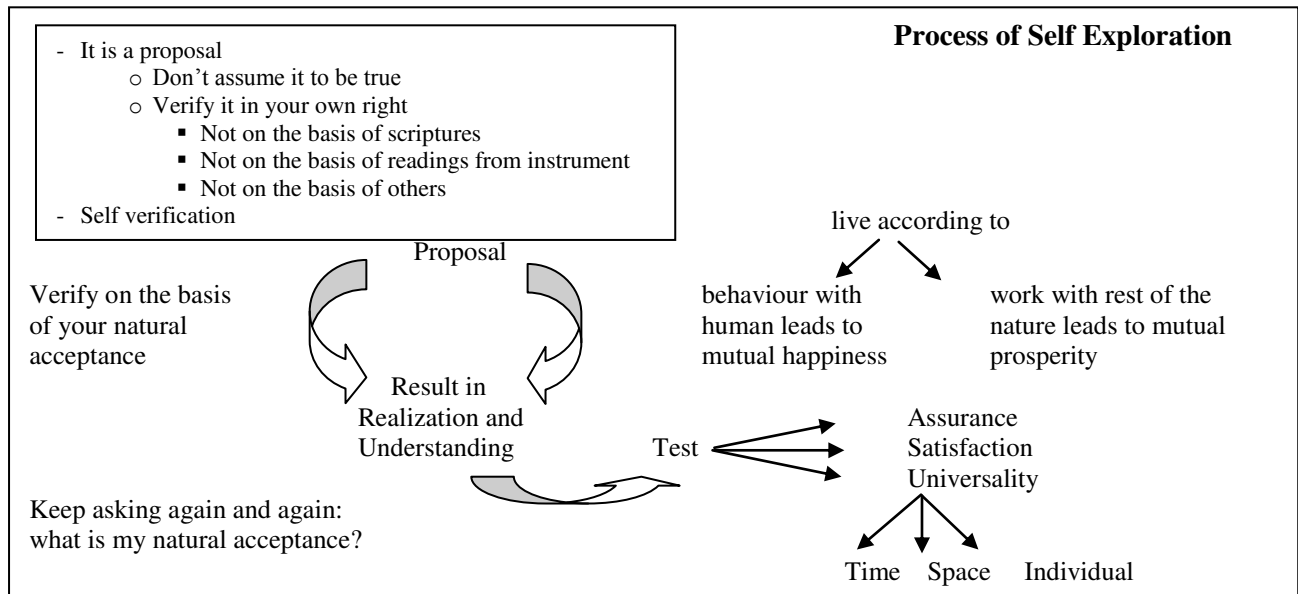 Process of Self Exploration
- It is a proposal
o Don’t assume it to be true
o Verify it in your own right
▪ Not on the basis of scriptures
▪ Not on the basis of readings from instrument
▪ Not on the basis of others
- Self verification
Proposal
Verify on the basis
of your natural
acceptance
live according to
behaviour with
human leads to
mutual happiness
work with rest of the
nature leads to mutual
prosperity
Result in
Realization and
Understanding
Test
Assurance
Satisfaction
Universality
Keep asking again and again:
what is my natural acceptance?
Time Space Individual